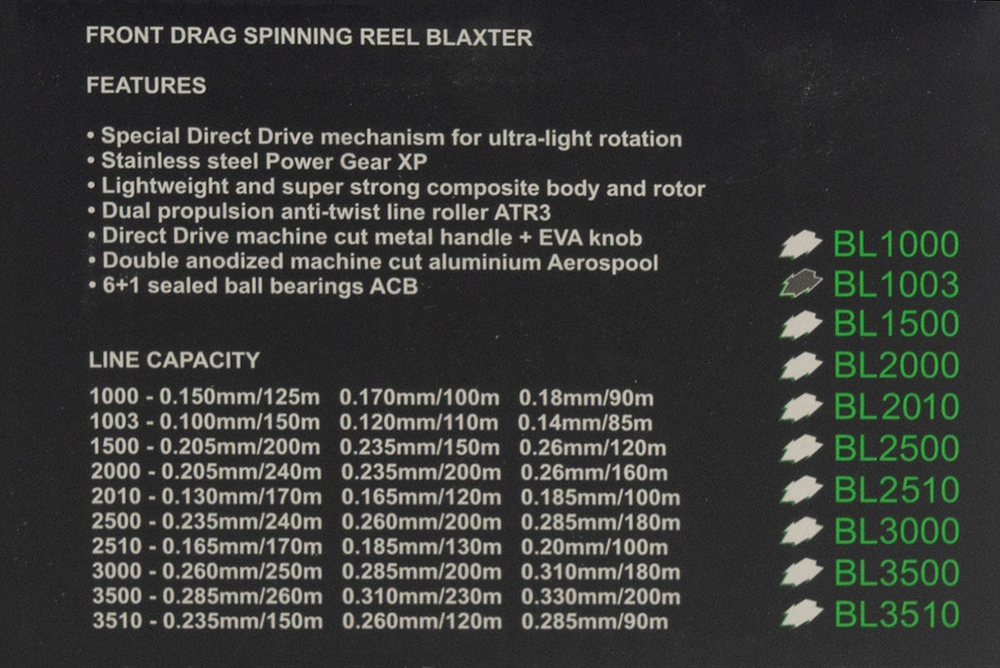 FRONT DRAG SPINNING REEL BLAXTER
FEATURES
• Special Direct Drive mechanism for ultra-light rotation
• Stainless steel Power Gear XP
• Lightweight and super strong composite body and rotor
• Dual propulsion anti-twist line roller ATR3
• Direct Drive machine cut metal handle + EVA knob
• Double anodized machine cut aluminium Aerospool
• 6+1 sealed ball bearings ACB
LINE CAPACITY
1000 - 0.150mm/125m 0.170mm/100m 0.18mm/90m
1003 - 0.100mm/150m 0.120mm/110m 0.14mm/85m
1500 - 0.205mm/200m 0.235mm/150m 0.26mm/120m
2000 - 0.205mm/240m 0.235mm/200m 0.26mm/160m
2010 - 0.130mm/170m 0.165mm/120m 0.185mm/100m
2500 - 0.235mm/240m 0.260mm/200m 0.285mm/180m
2510 - 0.165mm/170m 0.185mm/130m 0.20mm/100m
3000 - 0.260mm/250m 0.285mm/200m 0.310mm/180m
3500 - 0.285mm/260m 0.310mm/230m 0.330mm/200m
3510 - 0.235mm/150m 0.260mm/120m 0.285mm/90m
BL1000
BL1003
BL1500
BL2000
BL2010
BL2500
BL2510
BL3000
BL3500
BL3510